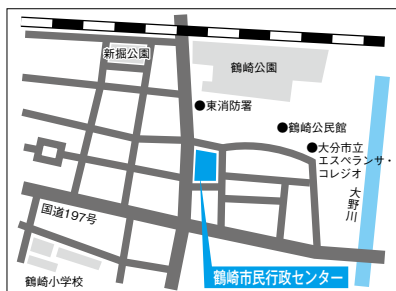 新掘公園
鶴崎公園
●東消防署
●鶴崎公民館
●大分市立
エスペランサ・
コレジオ
大野川
国道197号
鶴崎市民行政センター
鶴崎小学校